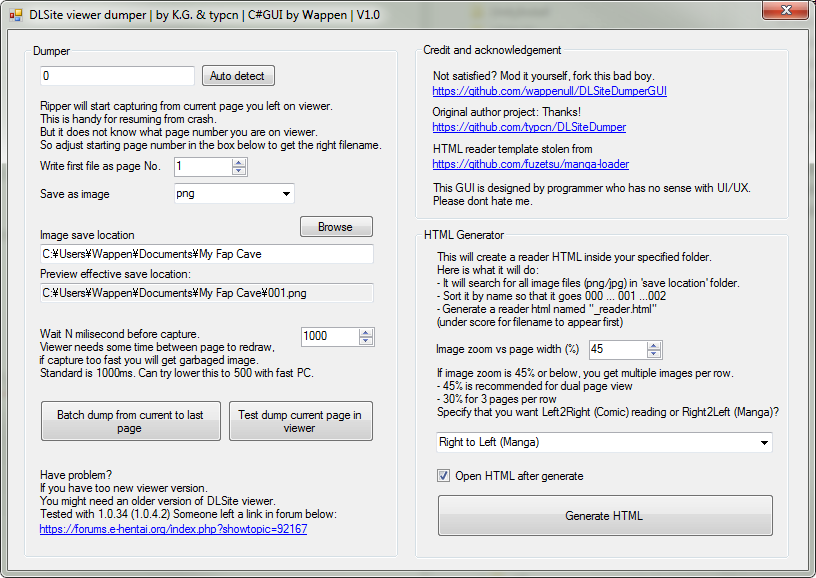 DLSite viewer dumper | by K.G. & typcn | C#GUI by Wappen | V1.0
Dumper
0
Auto detect
Ripper will start capturing from current page you left on viewer.
This is handy for resuming from crash.
But it does not know what page number you are on viewer.
So adjust starting page number in the box below to get the right filename.
Write first file as page No.
1
Save as image
png
Browse
Image save location
C:¥Users¥Wappen¥Documents¥My Fap Cave
Preview effective save location:
C:¥Users¥Wappen¥Documents¥My Fap Cave¥001.png
Wait N milisecond before capture.
1000
Viewer needs some time between page to redraw,
if capture too fast you will get garbaged image.
Standard is 1000ms. Can try lower this to 500 with fast PC.
Batch dump from current to last
page
Test dump current page in
viewer
Have problem?
If you have too new viewer version.
You might need an older version of DLSite viewer.
Tested with 1.0.34 (1.0.4.2) Someone left a link in forum below:
https://forums.e-hentai.org/index.php?showtopic=92167
Credit and acknowledgement
Not satisfied? Mod it yourself, fork this bad boy.
https://github.com/wappenull/DLSiteDumperGUI
Original author project: Thanks!
https://github.com/typcn/DLSiteDumper
HTML reader template stolen from
https://github.com/fuzetsu/manga-loader
This GUI is designed by programmer who has no sense with UI/UX.
Please dont hate me.
HTML Generator
This will create a reader HTML inside your specified folder.
Here is what it will do:
- It will search for all image files (png/jpg) in 'save location' folder.
- Sort it by name so that it goes 000 ... 001 ...002
- Generate a reader html named "_reader.html"
(under score for filename to appear first)
Image zoom vs page width (%)
45
If image zoom is 45% or below, you get multiple images per row.
- 45% is recommended for dual page view
- 30% for 3 pages per row
Specify that you want Left2Right (Comic) reading or Right2Left (Manga)?
Right to Left (Manga)
Open HTML after generate
Generate HTML